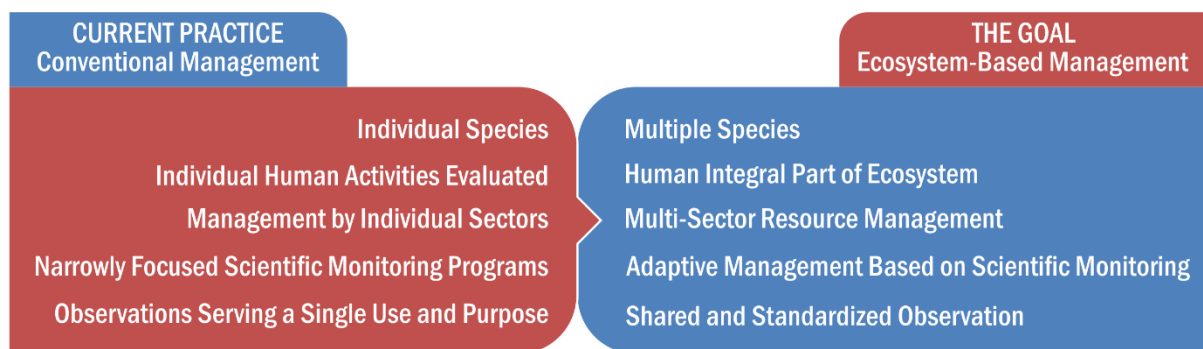 CURRENT PRACTICE
Conventional Management
THE GOAL
Ecosystem-Based Management
Individual Species
Individual Human Activities Evaluated
Management by Individual Sectors
Narrowly Focused Scientific Monitoring Programs
Observations Serving a Single Use and Purpose
Multiple Species
Human Integral Part of Ecosystem
Multi-Sector Resource Management
Adaptive Management Based on Scientific Monitoring
Shared and Standardized Observation